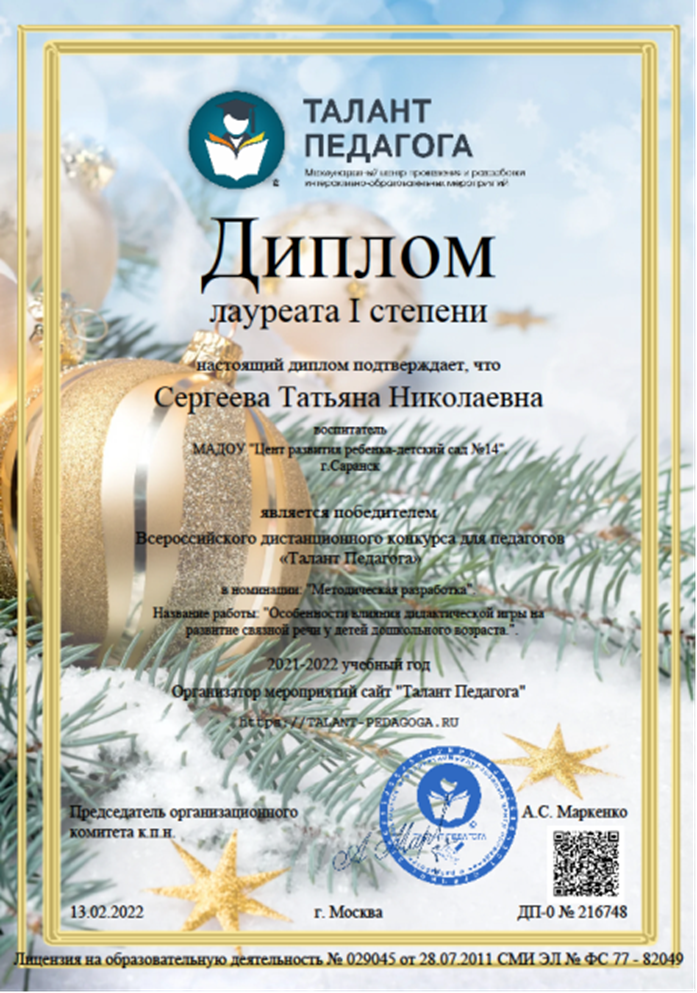 ТАЛАНТ
ПЕДАГОГА
Международный центр проведения и разработки
интерактивно-образовательных мероприятий
Диплом
лауреата I степени
настоящий диплом подтверждает, что
Сергеева Татьяна Николаевна
воспитатель
МАДОУ "Цент развития ребенка-детский сад №14".
г.Саранск
является победителем
Всероссийского дистанционного конкурса для педагогов
«Талант Педагога»
в номинации: "Методическая разработка".
Название работы: "Особенности влияния дидактической игры на
развитие связной речи у детей дошкольного возраста.".
2021-2022 учебный год
Организатор мероприятий сайт "Талант Педагога"
https://TALANT-PEDAGOGA.RU
Председатель организационного
комитета к.п.н.
А.С. Маркенко
13.02.2022
г. Москва
ДП-0 № 216748
Лицензия на образовательную деятельность № 029045 от 28.07.2011 СМИ ЭЛ № ФС 77 - 82049